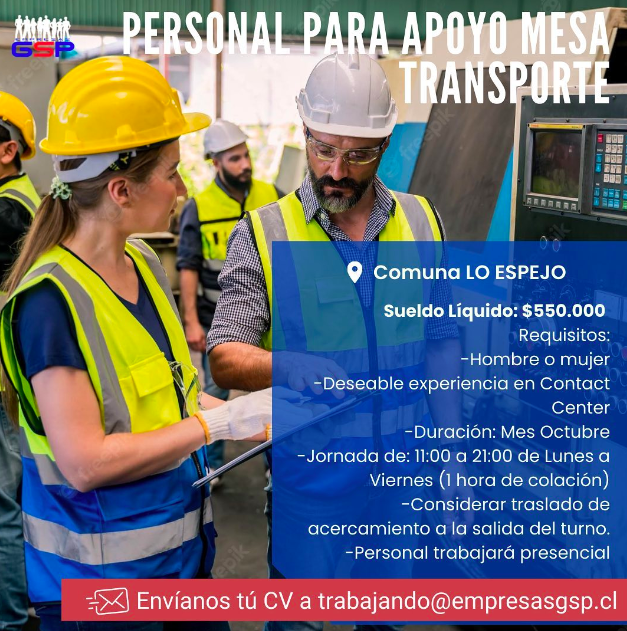 GSP
PERSONAL PARA APOYO MESA
TRANSPORTE
Comuna LO ESPEJO
Sueldo Líquido: $550.000
Requisitos:
-Hombre o mujer
-Deseable experiencia en Contact
Center
-Duración: Mes Octubre
-Jornada de: 11:00 a 21:00 de Lunes a
Viernes (1 hora de colación)
-Considerar traslado de
acercamiento a la salida del turno.
-Personal trabajará presencial
Envíanos tú CV a trabajando@empresasgsp.cl